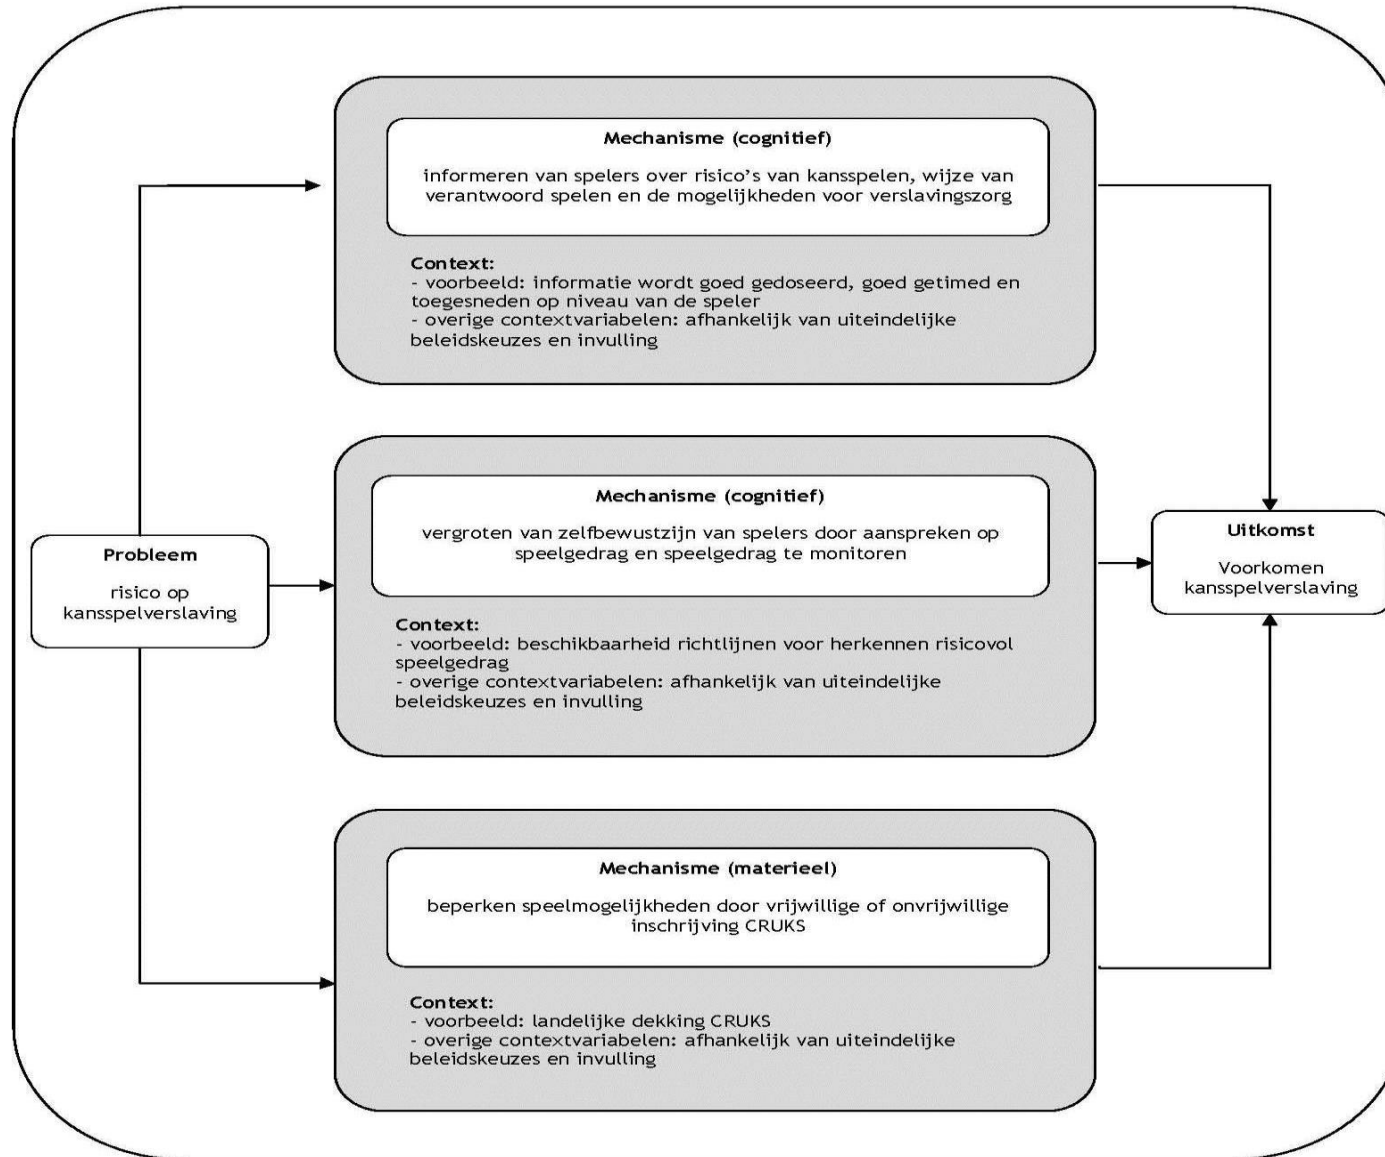 Mechanisme (cognitief)
informeren van spelers over risico's van kansspelen, wijze van
verantwoord spelen en de mogelijkheden voor verslavingszorg
Context:
- voorbeeld: informatie wordt goed gedoseerd, goed getimed en
toegesneden op niveau van de speler
- overige contextvariabelen: afhankelijk van uiteindelijke
beleidskeuzes en invulling
Probleem
risico op
kansspelverslaving
Mechanisme (cognitief)
vergroten van zelfbewustzijn van spelers door aanspreken op
speelgedrag en speelgedrag te monitoren
Context:
- voorbeeld: beschikbaarheid richtlijnen voor herkennen risicovol
speelgedrag
- overige contextvariabelen: afhankelijk van uiteindelijke
beleidskeuzes en invulling
Mechanisme (materieel)
beperken speelmogelijkheden door vrijwillige of onvrijwillige
inschrijving CRUKS
Context:
- voorbeeld: landelijke dekking CRUKS
- overige contextvariabelen: afhankelijk van uiteindelijke
beleidskeuzes en invulling
Uitkomst
Voorkomen
kansspelverslaving